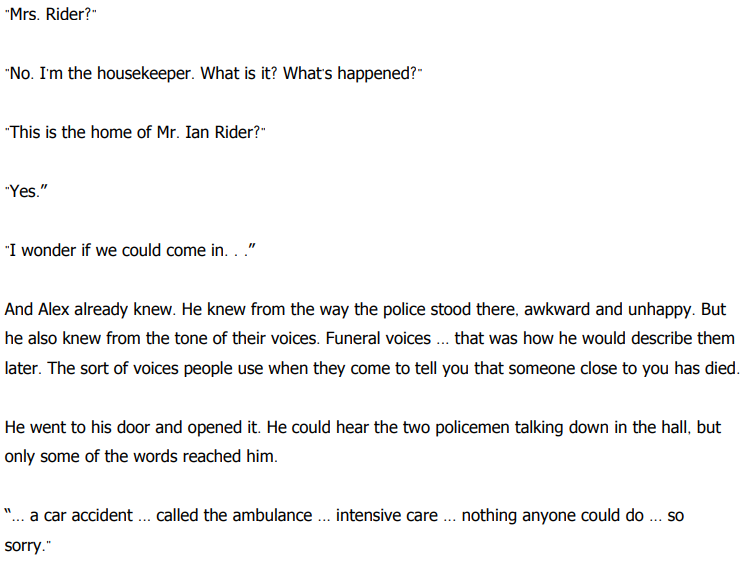 "Mrs. Rider?"
"No. I'm the housekeeper. What is it? What's happened?"
"This is the home of Mr. Ian Rider?"
"Yes.”
"I wonder if we could come in. . .”
And Alex already knew. He knew from the way the police stood there, awkward and unhappy. But
he also knew from the tone of their voices. Funeral voices ... that was how he would describe them
later. The sort of voices people use when they come to tell you that someone close to you has died.
He went to his door and opened it. He could hear the two policemen talking down in the hall, but
only some of the words reached him.
“... a car accident ... called the ambulance ... intensive care ... nothing anyone could do ... so
sorry."